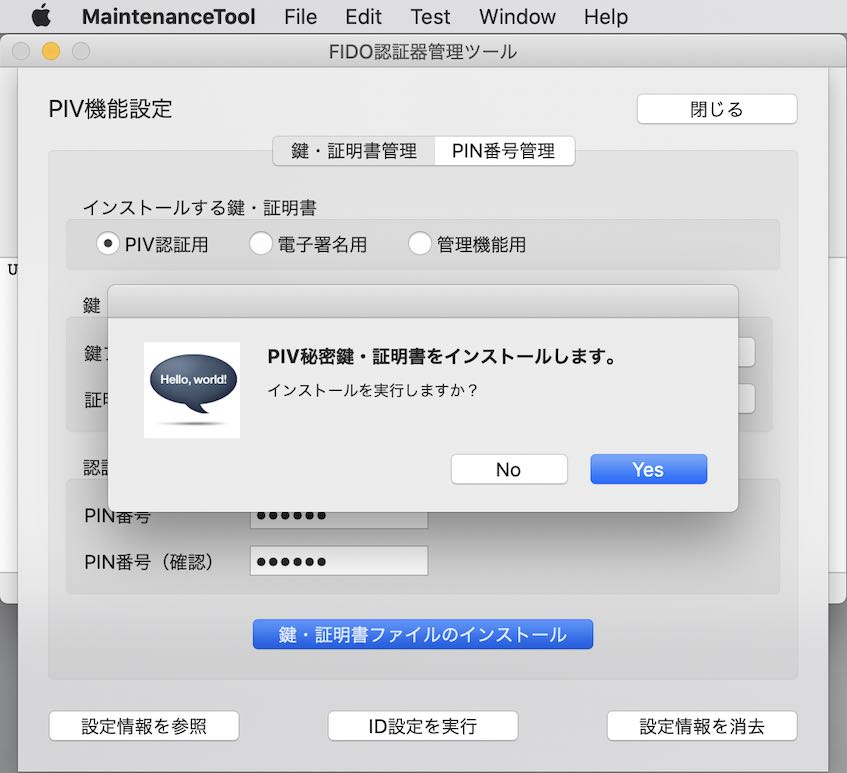 MaintenanceTool File Edit Test Window Help
FIDO認証器管理ツール
PIV機能設定
閉じる
鍵・証明書管理 PIN番号管理
インストールする鍵・証明書
PIV認証用 電子署名用 管理機能用
U
鍵
鍵
PIV秘密鍵・証明書をインストールします。
Hello, world!
インストールを実行しますか？
No Yes
PIN番号
PIN番号（確認）
鍵・証明書ファイルのインストール
設定情報を参照 ID設定を実行 設定情報を消去